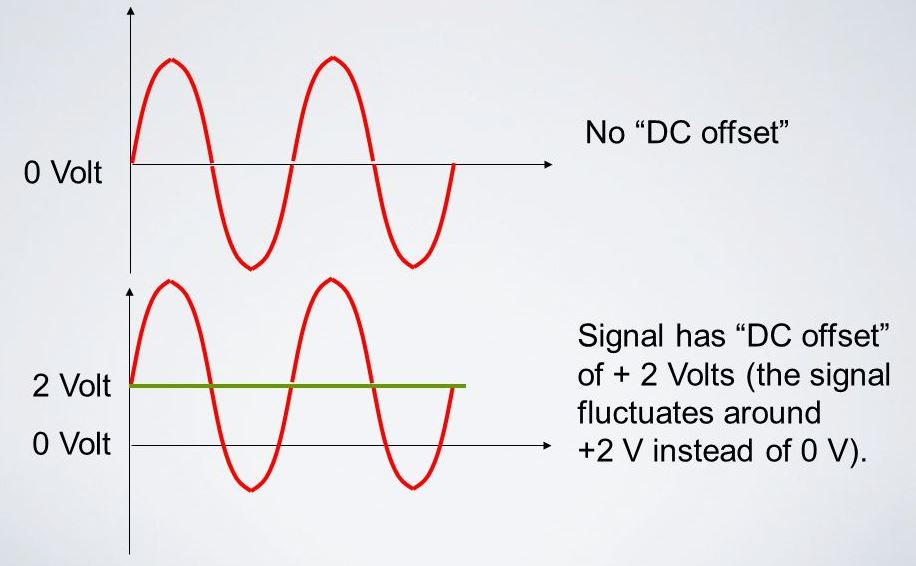 No “DC offset”
0 Volt
Signal has “DC offset”
of + 2 Volts (the signal
fluctuates around
+2 V instead of 0 V).
2 Volt
0 Volt